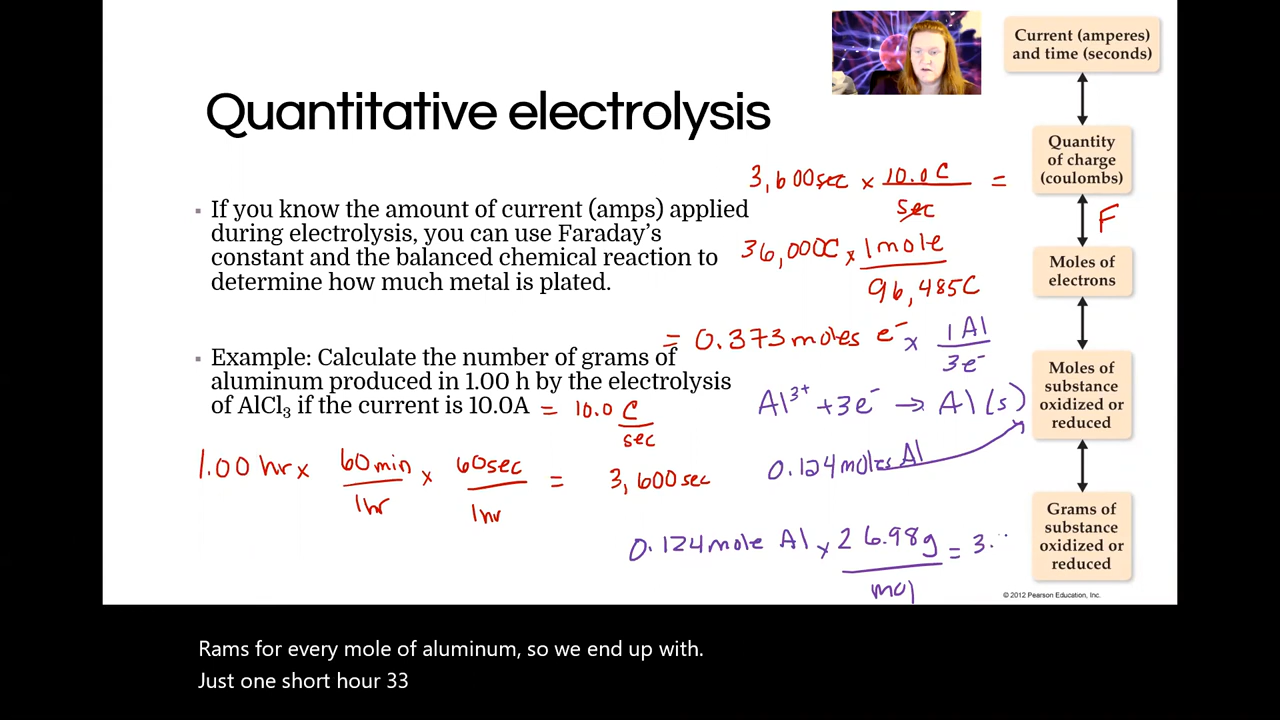 Quantitative electrolysis
▪ If you know the amount of current (amps) applied
during electrolysis, you can use Faraday's
constant and the balanced chemical reaction to
determine how much metal is plated.
▪ Example: Calculate the number of grams of
aluminum produced in 1.00 h by the electrolysis
of AlCl₃ if the current is 10.0A = 10.0 C/sec
1.00 hr x 60min/1hr x 60sec/1hr = 3,600 sec
3,600sec x 10.0C/sec =
36,000C x 1mole/96,485C
= 0.373 moles e⁻ x 1Al/3e⁻
Al³⁺ + 3e⁻ → Al(s)
0.124 moles Al
0.124 mole Al x 26.98g/mol = 3.
Current (amperes)
and time (seconds)
Quantity
of charge
(coulombs)
F
Moles of
electrons
Moles of
substance
oxidized or
reduced
Grams of
substance
oxidized or
reduced
© 2012 Pearson Education, Inc.
Rams for every mole of aluminum, so we end up with.
Just one short hour 33